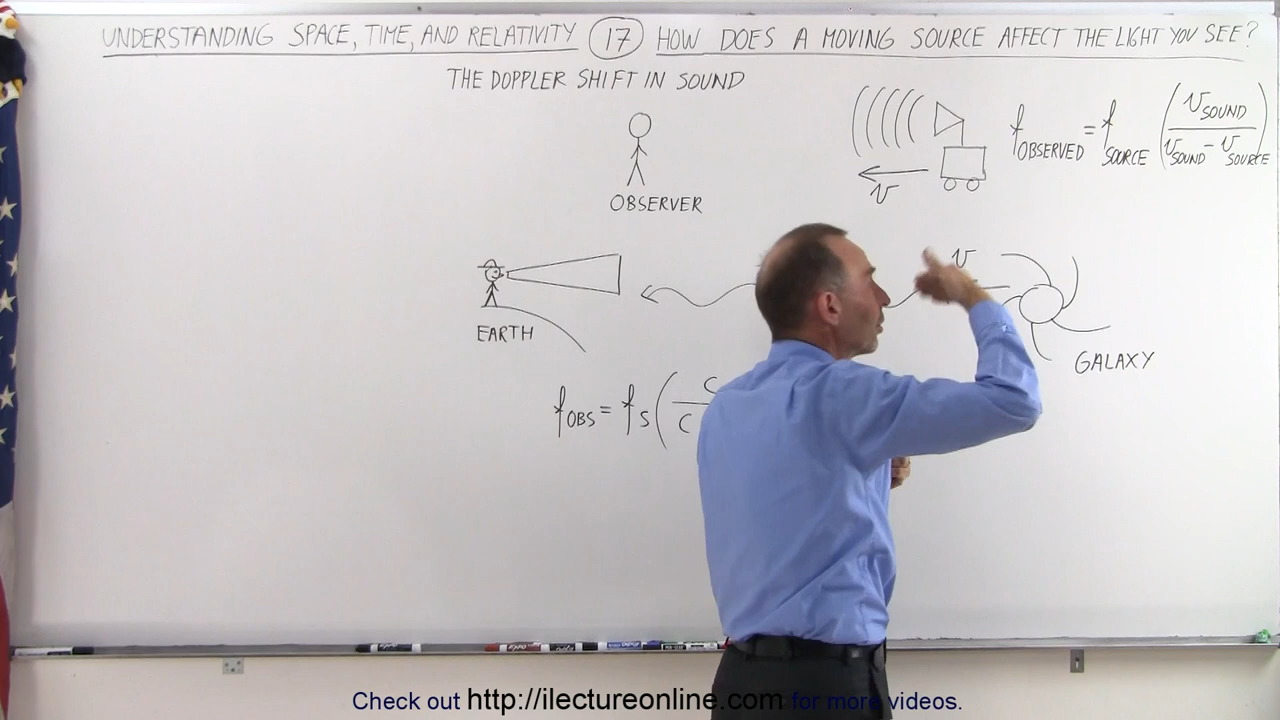 UNDERSTANDING SPACE, TIME, AND RELATIVITY 17 HOW DOES A MOVING SOURCE AFFECT THE LIGHT YOU SEE?
THE DOPPLER SHIFT IN SOUND
f OBSERVED = f SOURCE (v SOUND / v SOUND - v SOURCE)
v
OBSERVER
v
EARTH
GALAXY
f OBS = f S ( C / C
EXPO
Check out http://ilectureonline.com for more videos.